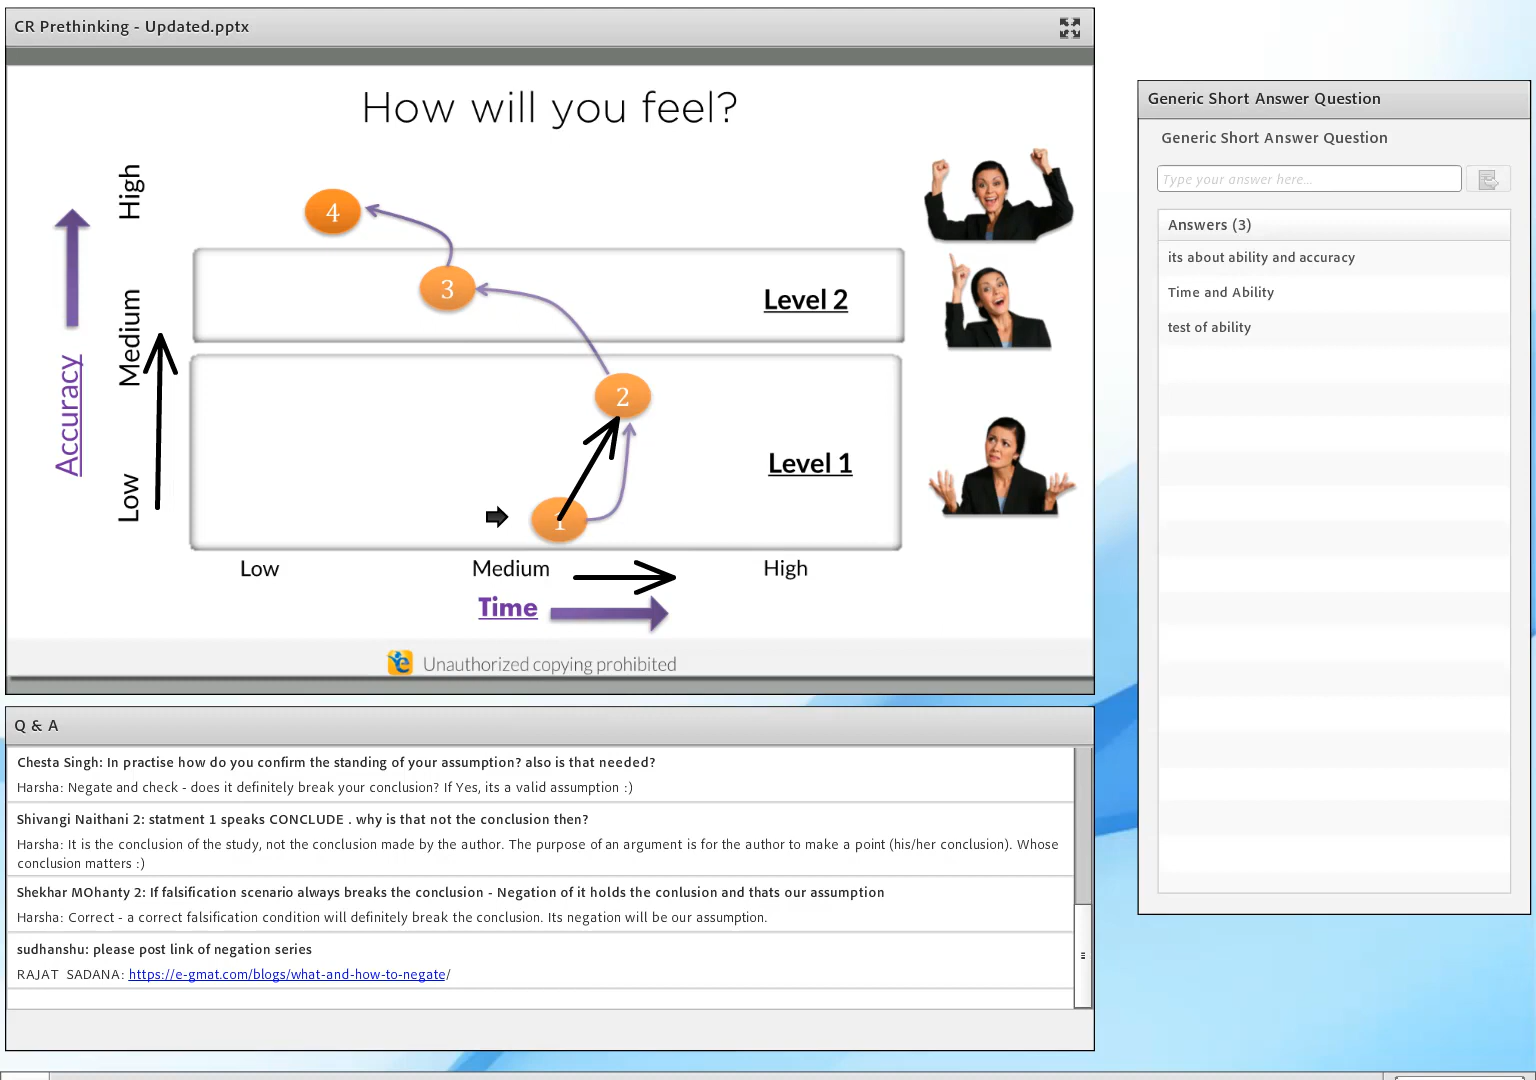 CR Prethinking - Updated.pptx
How will you feel?
High
Medium
Low
Accuracy
4
3
Level 2
2
Level 1
1
Low Medium High
Time
Unauthorized copying prohibited
Q & A
Chesta Singh: In practise how do you confirm the standing of your assumption? also is that needed?
Harsha: Negate and check - does it definitely break your conclusion? If Yes, its a valid assumption :)
Shivangi Naithani 2: statment 1 speaks CONCLUDE . why is that not the conclusion then?
Harsha: It is the conclusion of the study, not the conclusion made by the author. The purpose of an argument is for the author to make a point (his/her conclusion). Whose
conclusion matters :)
Shekhar MOhanty 2: If falsification scenario always breaks the conclusion - Negation of it holds the conlusion and thats our assumption
Harsha: Correct - a correct falsification condition will definitely break the conclusion. Its negation will be our assumption.
sudhanshu: please post link of negation series
RAJAT SADANA: https://e-gmat.com/blogs/what-and-how-to-negate/
Generic Short Answer Question
Generic Short Answer Question
Type your answer here...
Answers (3)
its about ability and accuracy
Time and Ability
test of ability